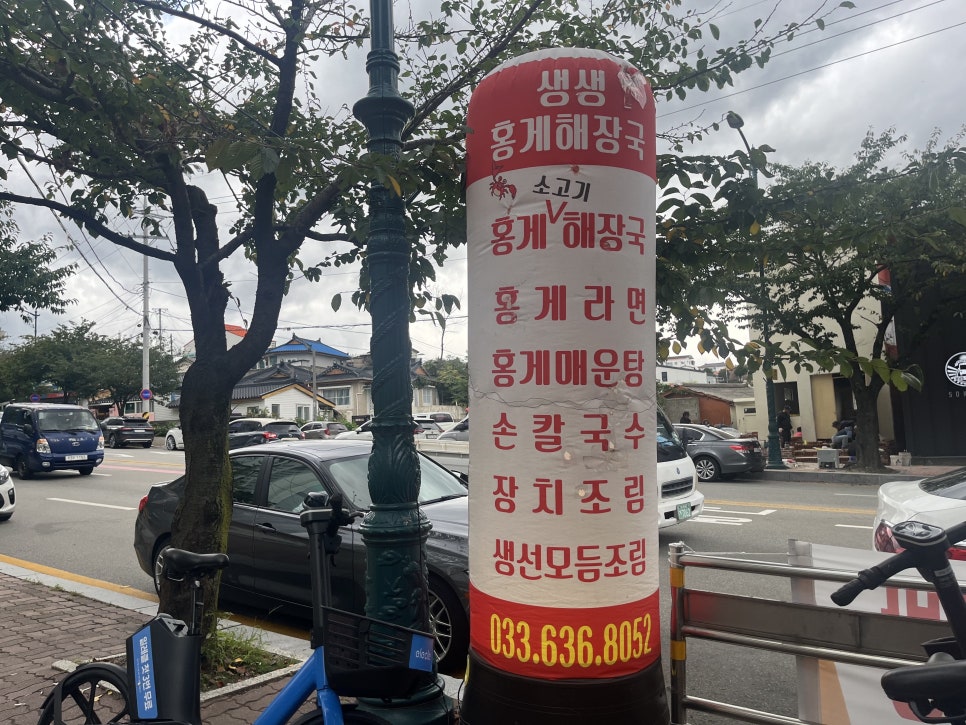 생생
홍게해장국
소고기
홍게 V 해장국
홍게라면
홍게매운탕
손칼국수
장치조림
생선모듬조림
033.636.8052